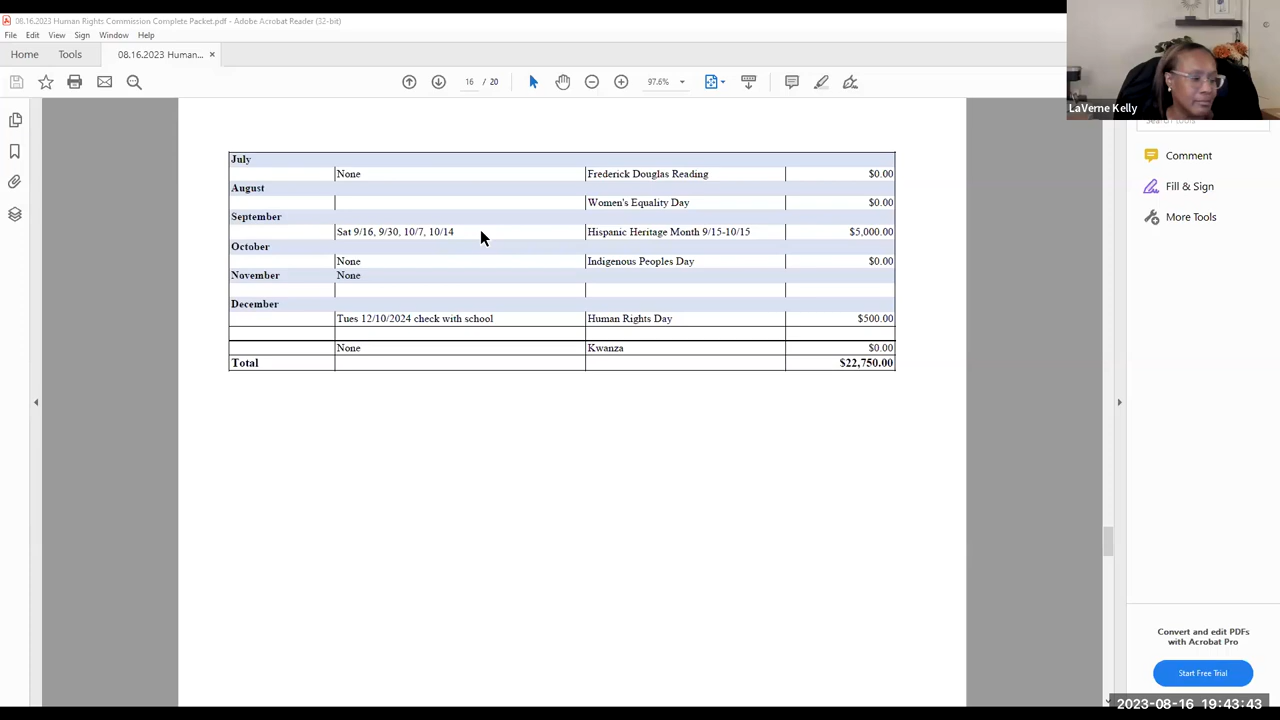 08.16.2023 Human Rights Commission Complete Packet.pdf - Adobe Acrobat Reader (32-bit)
File Edit View Sign Window Help
Home Tools 08.16.2023 Human... ×
16 / 20 97.6%
LaVerne Kelly
Search tools
Comment
Fill & Sign
More Tools
July
None Frederick Douglas Reading $0.00
August
Women's Equality Day $0.00
September
Sat 9/16, 9/30, 10/7, 10/14 Hispanic Heritage Month 9/15-10/15 $5,000.00
October
None Indigenous Peoples Day $0.00
November None
December
Tues 12/10/2024 check with school Human Rights Day $500.00
None Kwanza $0.00
Total $22,750.00
Convert and edit PDFs
with Acrobat Pro
Start Free Trial
2023-08-16 19:43:43